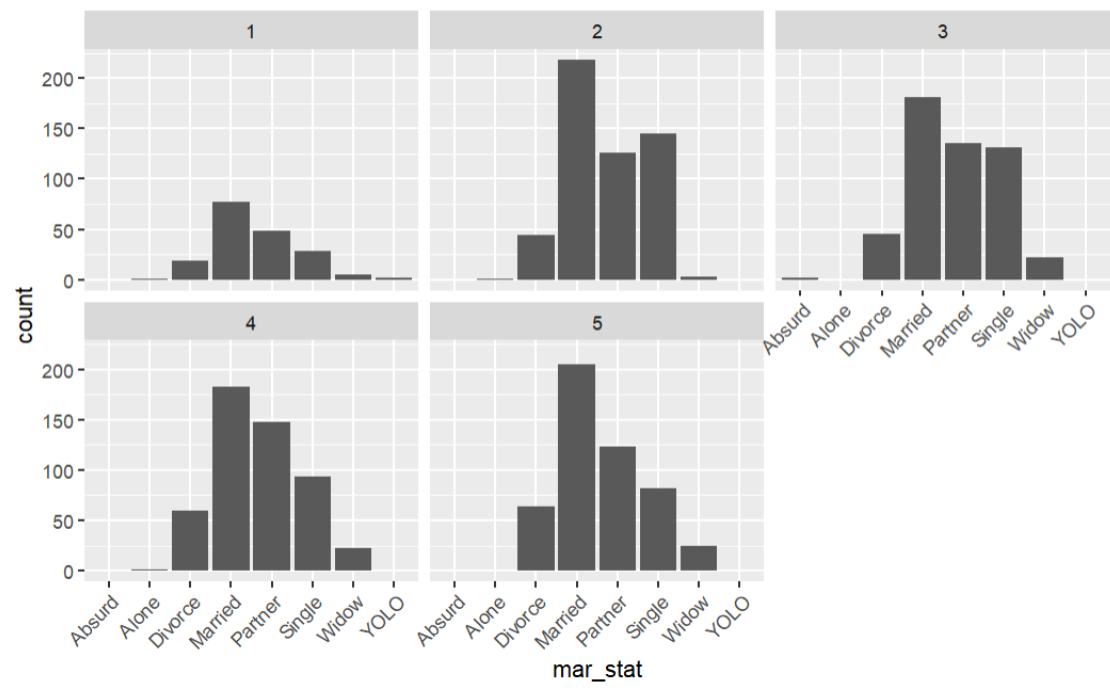 1
2
3
200
150
100
50
0
count
Absurd
Alone
Divorce
Married
Partner
Single
Widow
YOLO
4
5
200
150
100
50
0
Absurd
Alone
Divorce
Married
Partner
Single
Widow
YOLO
Absurd
Alone
Divorce
Married
Partner
Single
Widow
YOLO
mar_stat